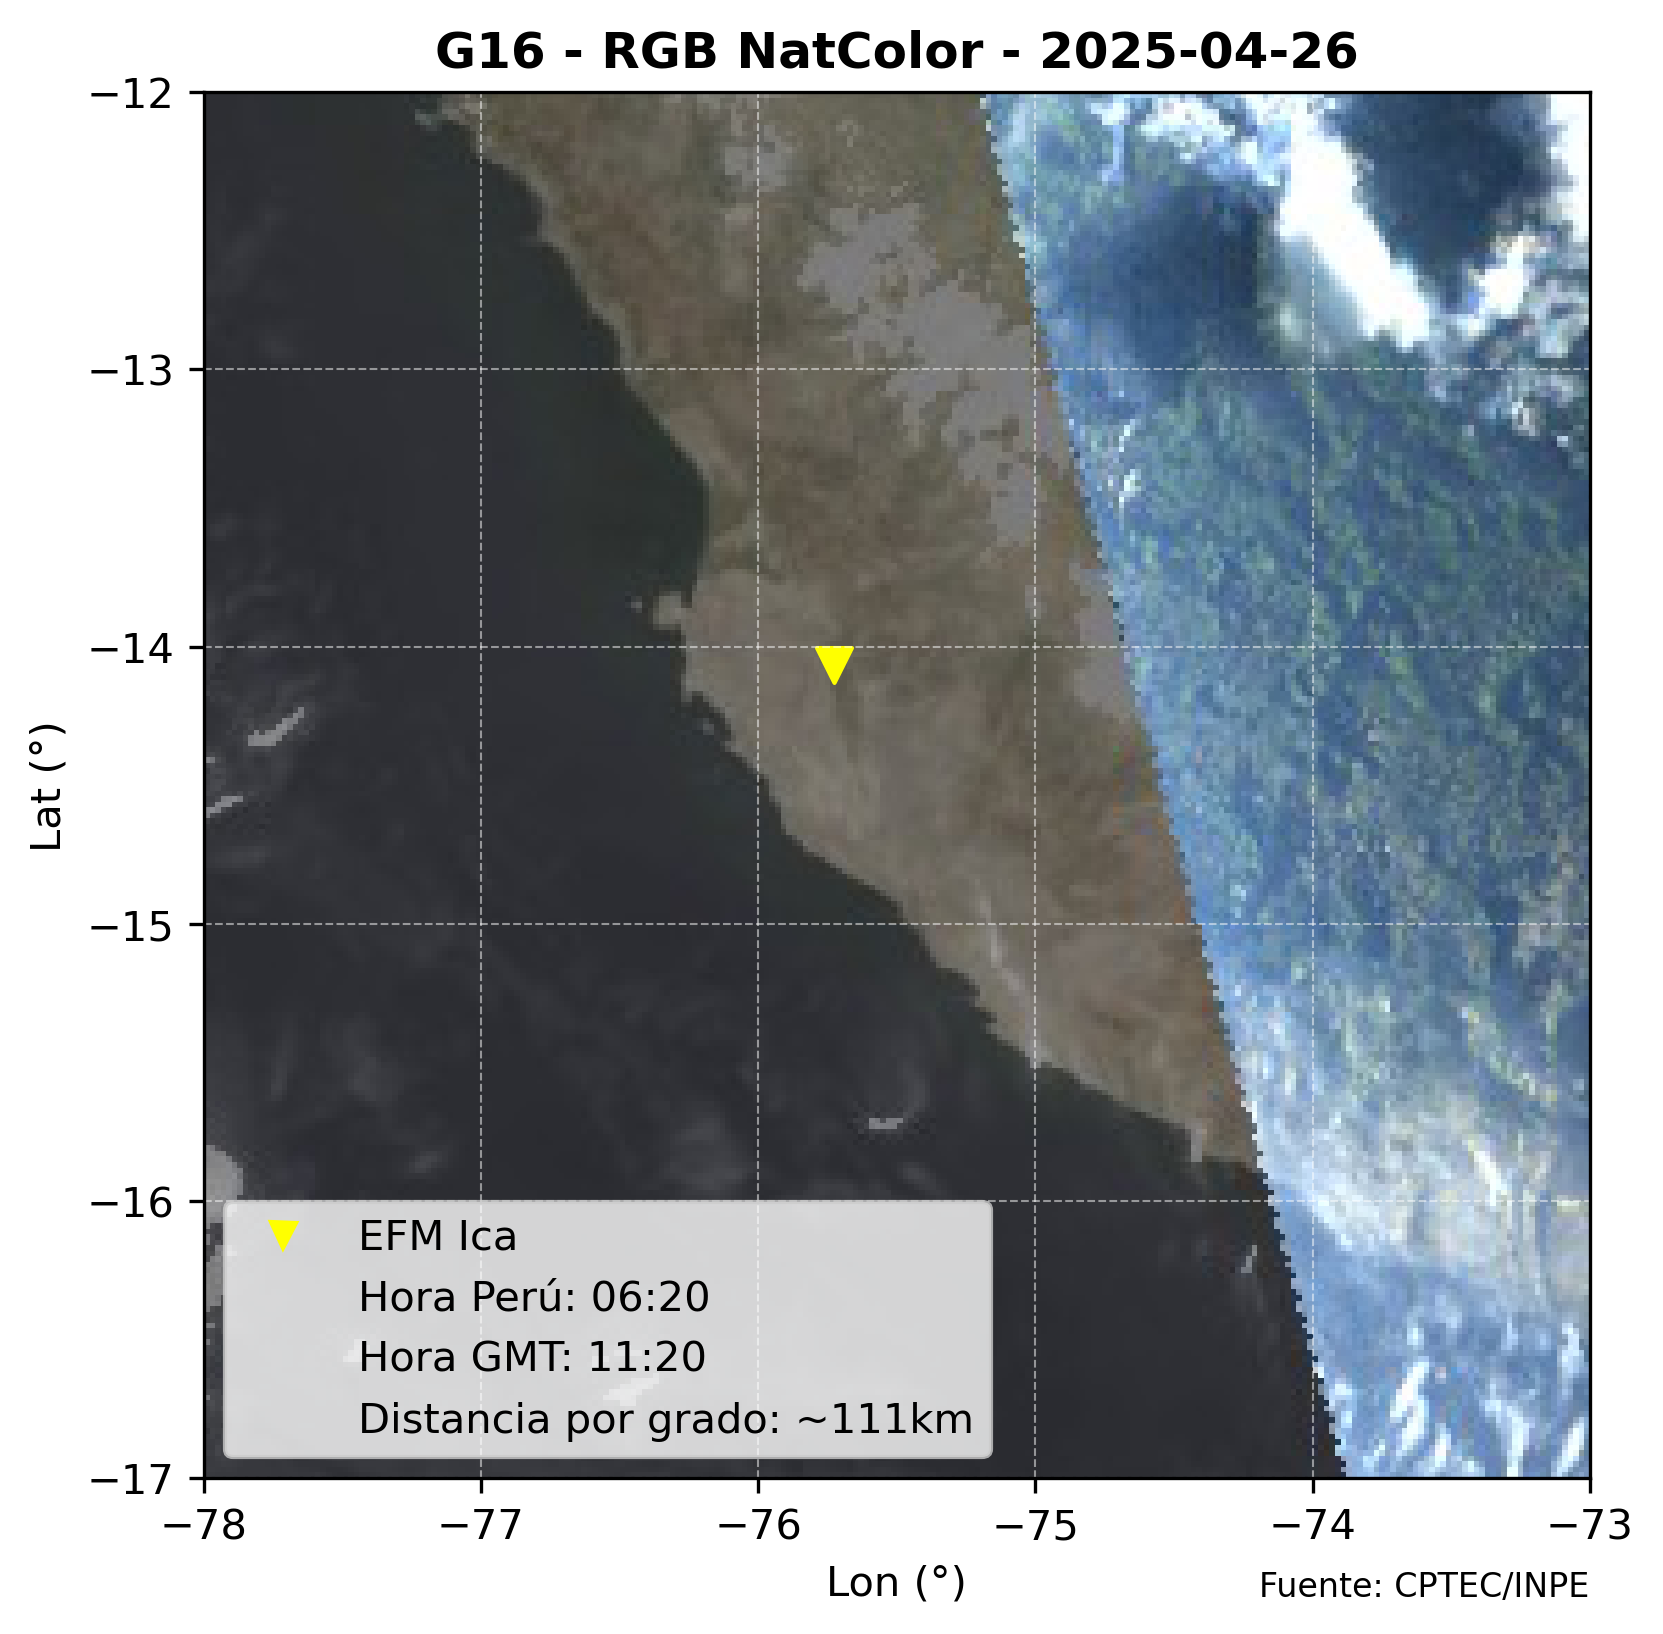 G16 - RGB NatColor - 2025-04-26
−12
−13
−14
−15
−16
−17
Lat (°)
EFM Ica
Hora Perú: 06:20
Hora GMT: 11:20
Distancia por grado: ~111km
−78 −77 −76 −75 −74 −73
Lon (°)
Fuente: CPTEC/INPE